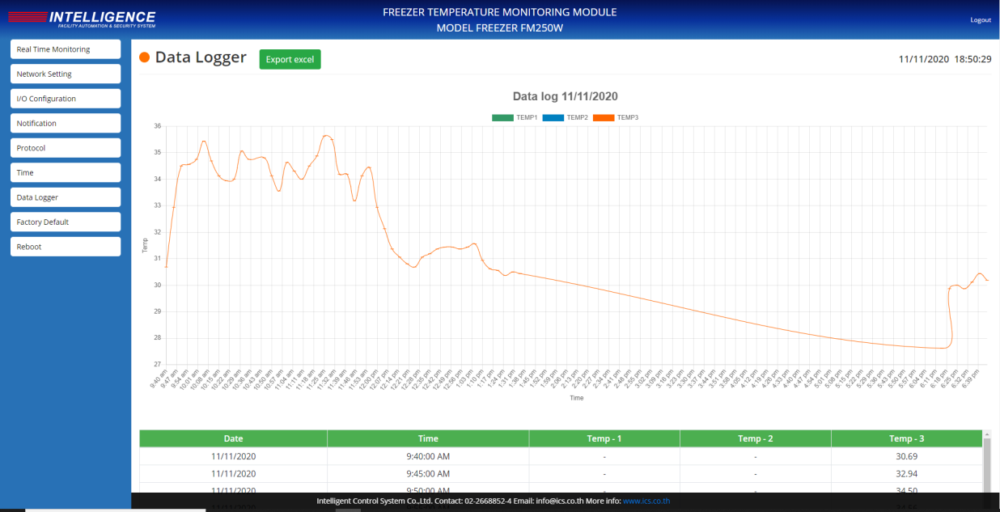 INTELLIGENCE
FACILITY AUTOMATION & SECURITY SYSTEM
FREEZER TEMPERATURE MONITORING MODULE
MODEL FREEZER FM250W
Logout
Real Time Monitoring
Network Setting
I/O Configuration
Notification
Protocol
Time
Data Logger
Factory Default
Reboot
Data Logger
Export excel
11/11/2020 18:50:29
Data log 11/11/2020
TEMP1 TEMP2 TEMP3
Temp
36
35
34
33
32
31
30
29
28
27
9:40 am 9:47 am 9:54 am 10:01 am 10:08 am 10:15 am 10:22 am 10:29 am 10:36 am 10:43 am 10:50 am 10:57 am 11:04 am 11:11 am 11:18 am 11:25 am 11:32 am 11:39 am 11:46 am 11:53 am 12:00 pm 12:07 pm 12:14 pm 12:21 pm 12:28 pm 12:35 pm 12:42 pm 12:49 pm 12:56 pm 1:03 pm 1:10 pm 1:17 pm 1:24 pm 1:31 pm 1:38 pm 1:45 pm 1:52 pm 1:59 pm 2:06 pm 2:13 pm 2:20 pm 2:27 pm 2:34 pm 2:41 pm 2:48 pm 2:55 pm 3:02 pm 3:09 pm 3:16 pm 3:23 pm 3:30 pm 3:37 pm 3:44 pm 3:51 pm 3:58 pm 4:05 pm 4:12 pm 4:19 pm 4:26 pm 4:33 pm 4:40 pm 4:47 pm 4:54 pm 5:01 pm 5:08 pm 5:15 pm 5:22 pm 5:29 pm 5:36 pm 5:43 pm 5:50 pm 5:57 pm 6:04 pm 6:11 pm 6:18 pm 6:25 pm 6:32 pm 6:39 pm
Time
Date Time Temp - 1 Temp - 2 Temp - 3
11/11/2020 9:40:00 AM - - 30.69
11/11/2020 9:45:00 AM - - 32.94
11/11/2020 9:50:00 AM - - 34.50
Intelligent Control System Co.,Ltd. Contact: 02-2668852-4 Email: info@ics.co.th More info: www.ics.co.th